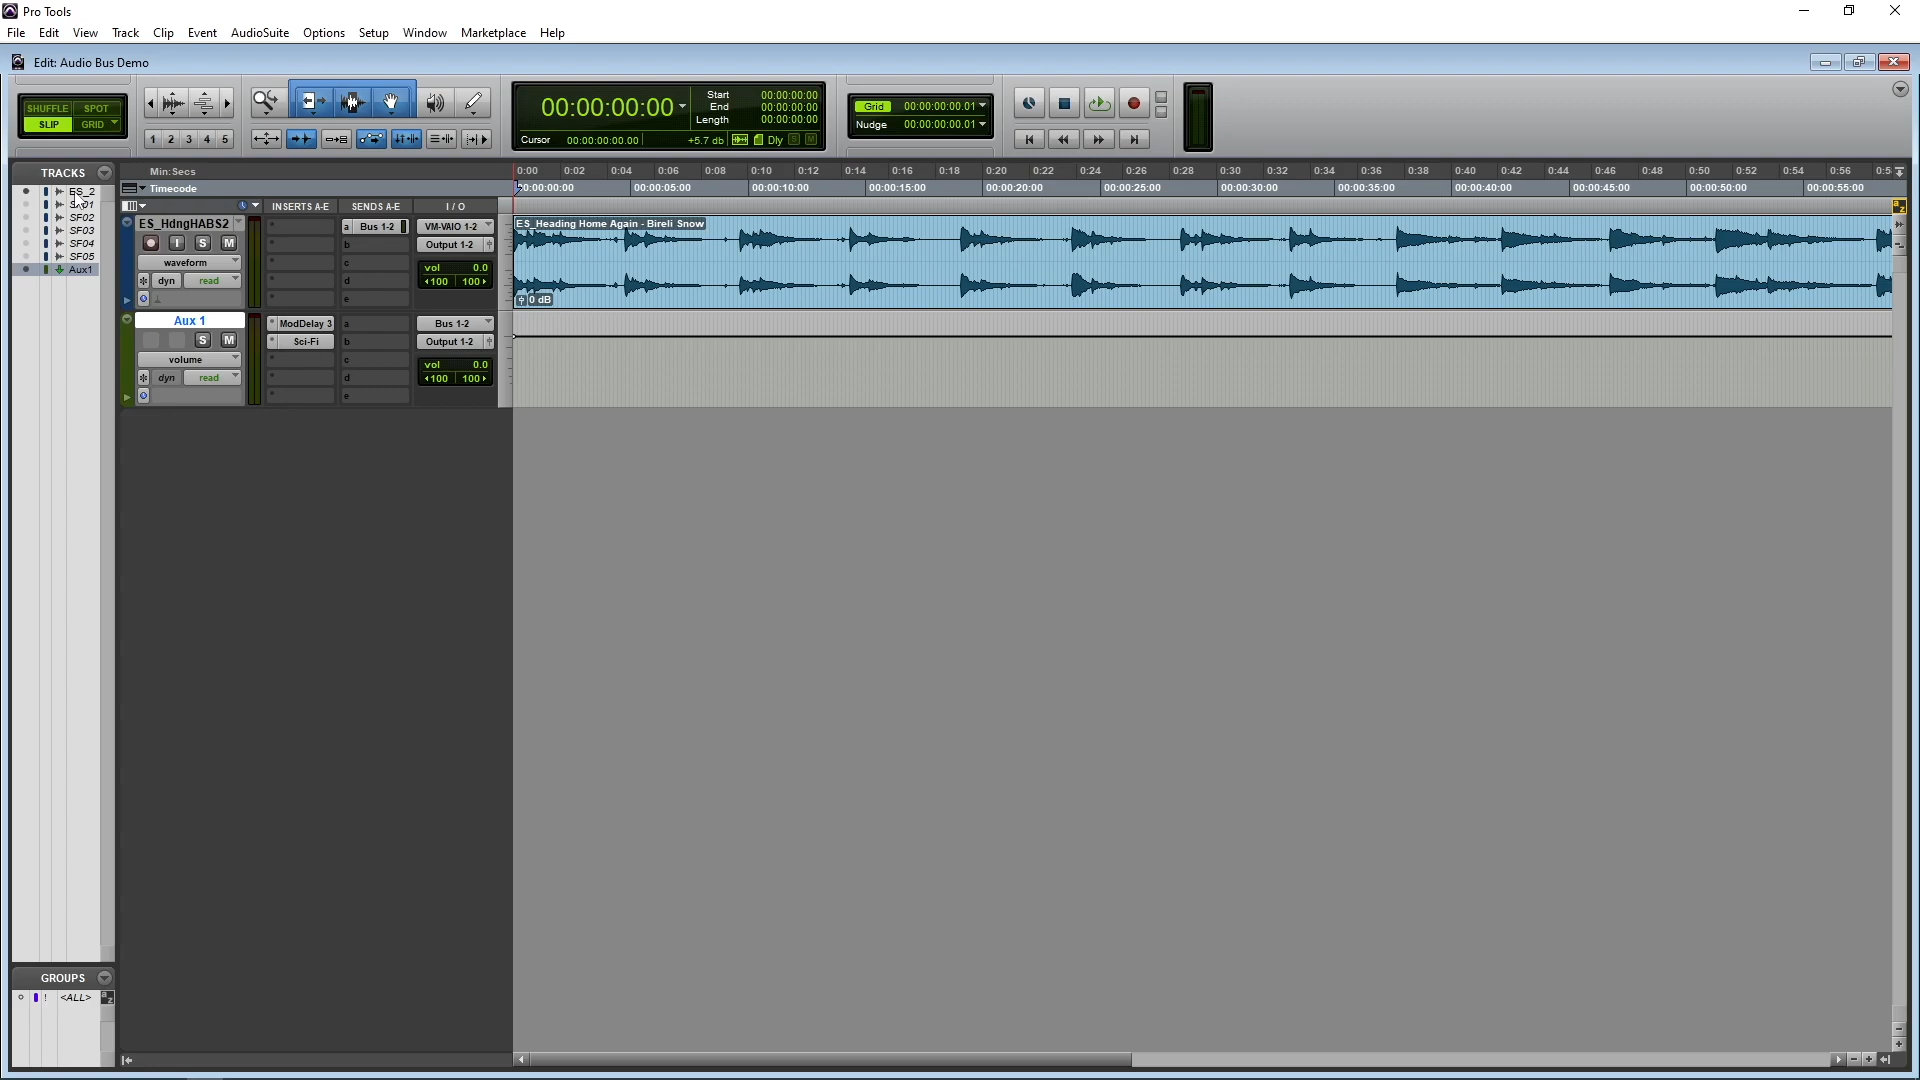 Pro Tools
File Edit View Track Clip Event AudioSuite Options Setup Window Marketplace Help
Edit: Audio Bus Demo
SHUFFLE SPOT
SLIP GRID
1 2 3 4 5
00:00:00:00
Start 00:00:00:00
End 00:00:00:00
Length 00:00:00:00
Cursor 00:00:00:00.00 +5.7 db Dly S M
Grid 00:00:00:00.01
Nudge 00:00:00:00.01
TRACKS
ES_2
SF01
SF02
SF03
SF04
SF05
Aux1
GROUPS
! <ALL> a z
Min:Secs 0:00 0:02 0:04 0:06 0:08 0:10 0:12 0:14 0:16 0:18 0:20 0:22 0:24 0:26 0:28 0:30 0:32 0:34 0:36 0:38 0:40 0:42 0:44 0:46 0:48 0:50 0:52 0:54 0:56 0:5
Timecode 00:00:00:00 00:00:05:00 00:00:10:00 00:00:15:00 00:00:20:00 00:00:25:00 00:00:30:00 00:00:35:00 00:00:40:00 00:00:45:00 00:00:50:00 00:00:55:00
INSERTS A-E SENDS A-E I / O
ES_HdngHABS2 a Bus 1-2 VM-VAIO 1-2
I S M b Output 1-2
waveform c vol 0.0
dyn read d 100 100
e
ES_Heading Home Again - Bireli Snow
0 dB
Aux 1 ModDelay 3 a Bus 1-2
S M Sci-Fi b Output 1-2
volume c vol 0.0
dyn read d 100 100
e
a z